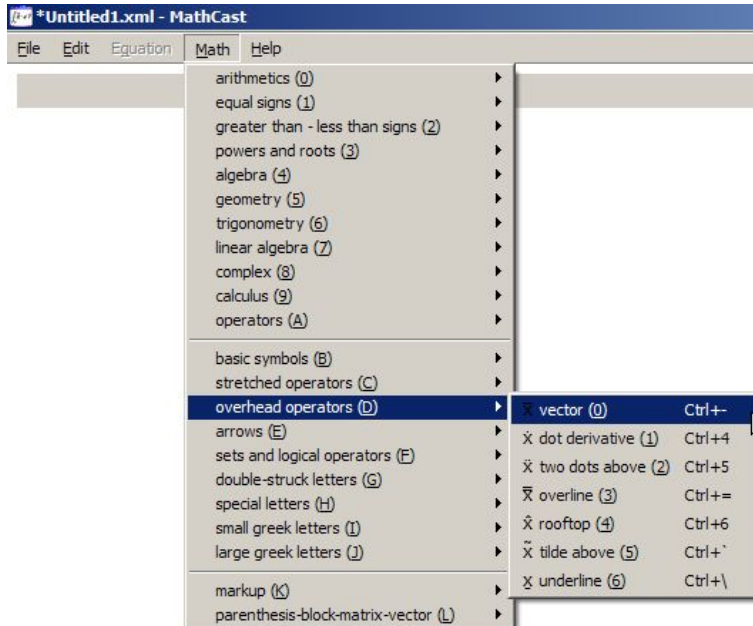 *Untitled1.xml - MathCast
File Edit Equation Math Help
arithmetics (0)
equal signs (1)
greater than - less than signs (2)
powers and roots (3)
algebra (4)
geometry (5)
trigonometry (6)
linear algebra (7)
complex (8)
calculus (9)
operators (A)
basic symbols (B)
stretched operators (C)
overhead operators (D)
arrows (E)
sets and logical operators (F)
double-struck letters (G)
special letters (H)
small greek letters (I)
large greek letters (J)
markup (K)
parenthesis-block-matrix-vector (L)
x̅ vector (0) Ctrl+-
ẋ dot derivative (1) Ctrl+4
ẍ two dots above (2) Ctrl+5
x̿ overline (3) Ctrl+=
x̂ rooftop (4) Ctrl+6
x̃ tilde above (5) Ctrl+`
x̲ underline (6) Ctrl+\